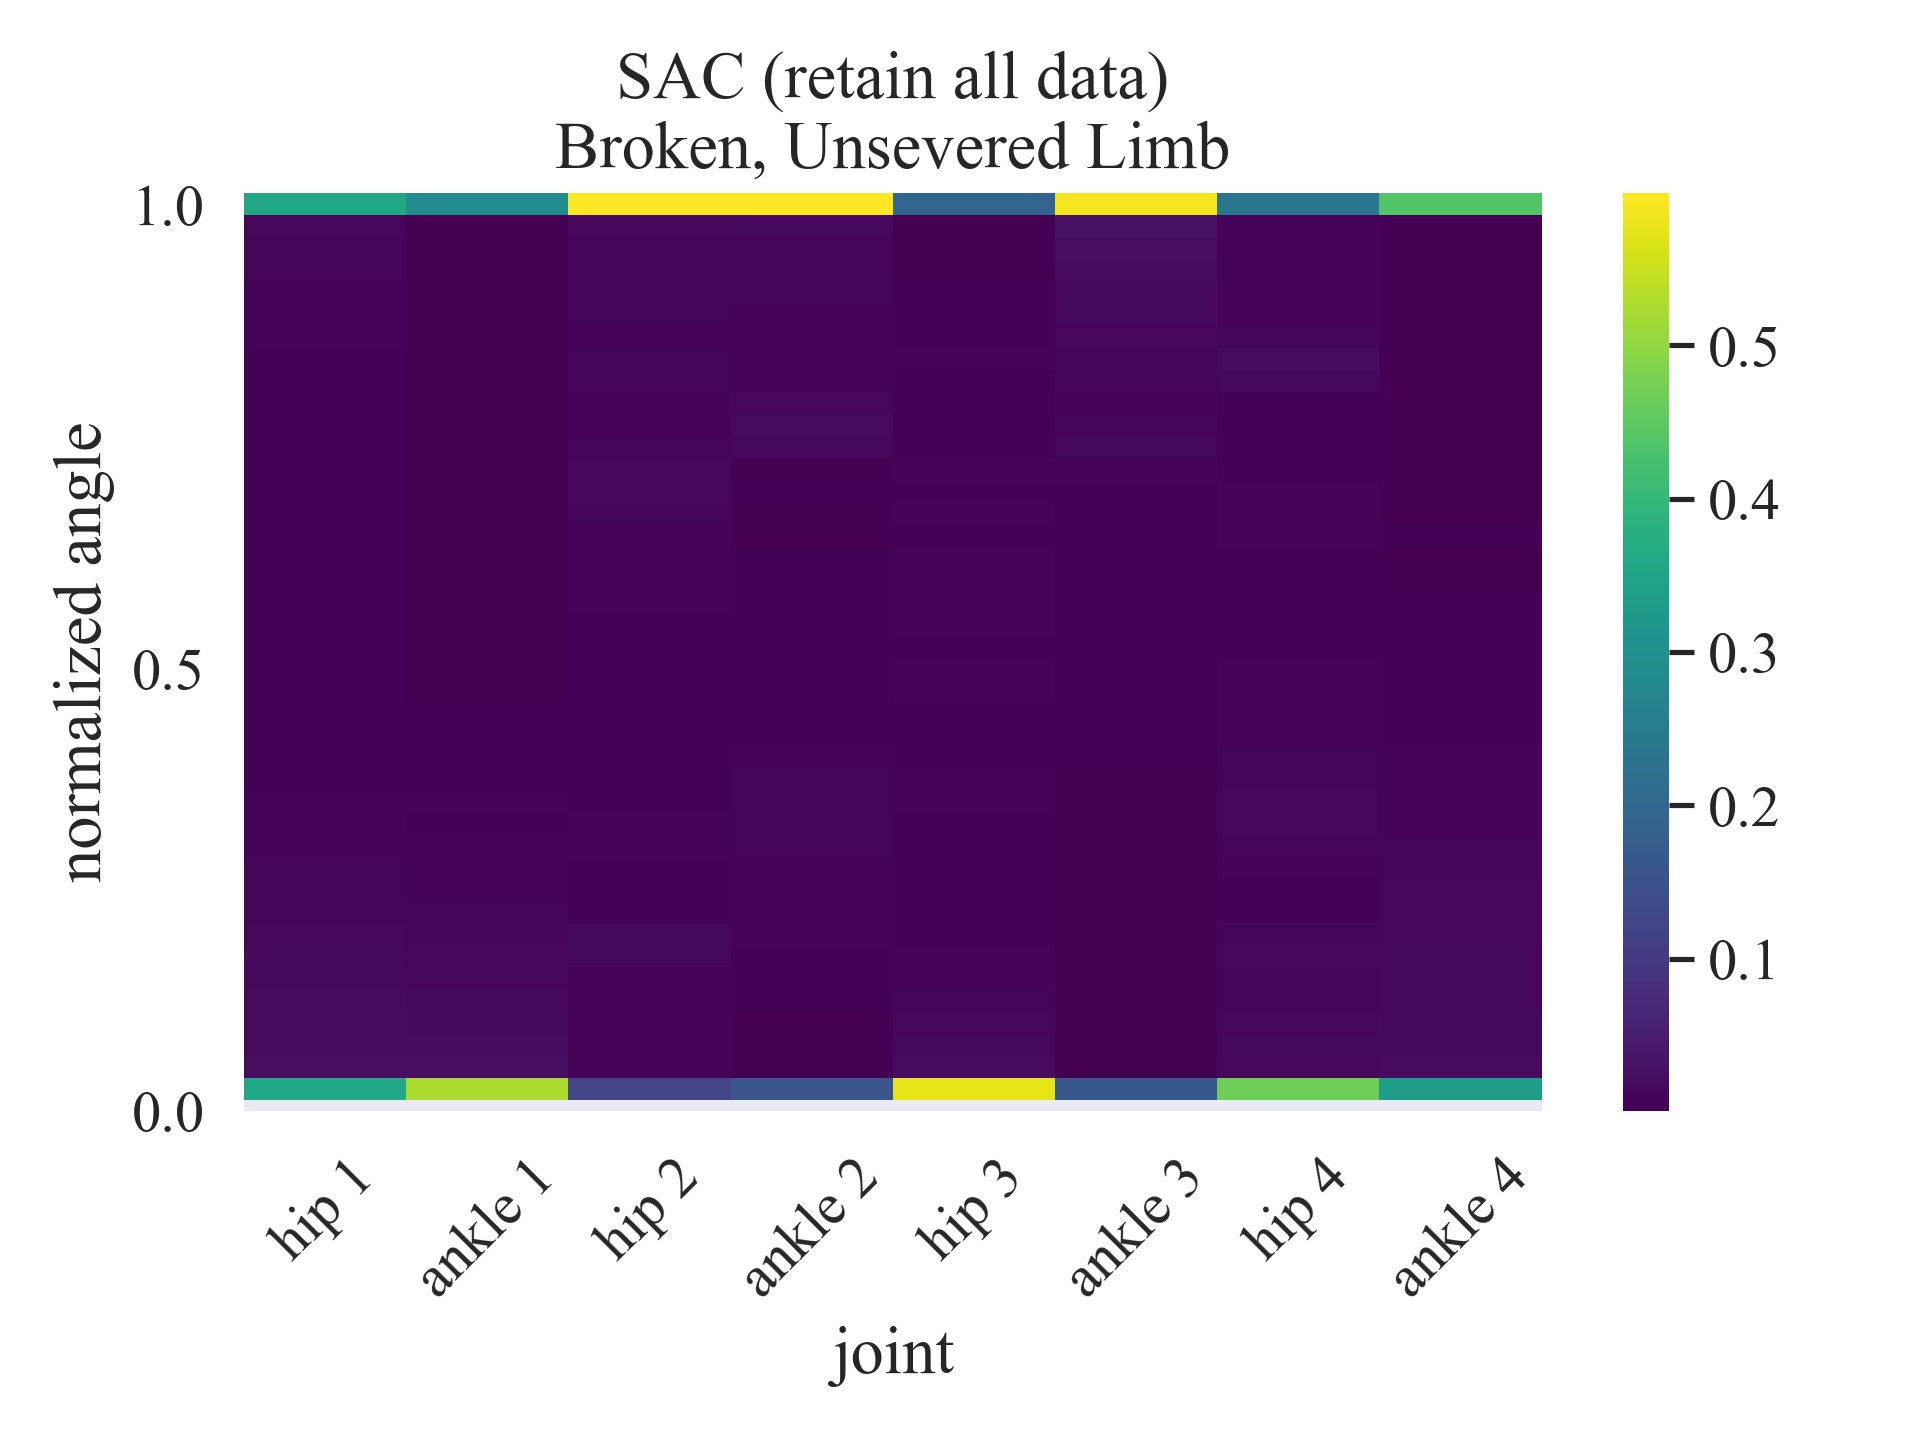 SAC (retain all data)
Broken, Unsevered Limb
1.0
0.5
0.0
normalized angle
0.5
0.4
0.3
0.2
0.1
hip 1
ankle 1
hip 2
ankle 2
hip 3
ankle 3
hip 4
ankle 4
joint